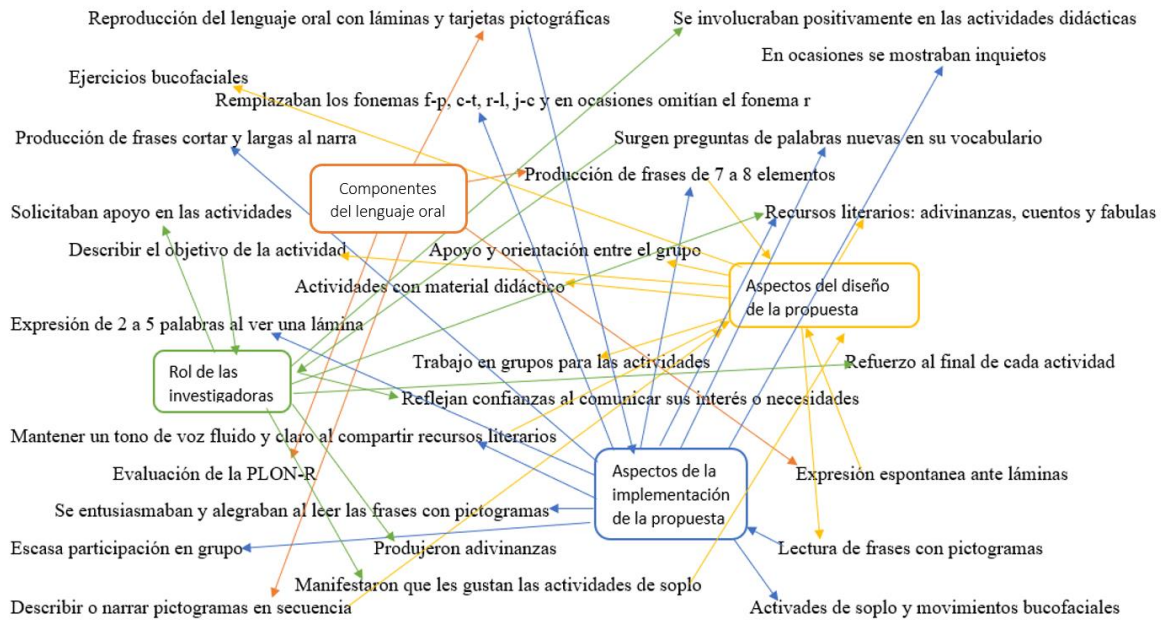 Reproducción del lenguaje oral con láminas y tarjetas pictográficas
Se involucraban positivamente en las actividades didácticas
En ocasiones se mostraban inquietos
Ejercicios bucofaciales
Remplazaban los fonemas f-p, c-t, r-l, j-c y en ocasiones omitían el fonema r
Producción de frases cortar y largas al narra
Surgen preguntas de palabras nuevas en su vocabulario
Producción de frases de 7 a 8 elementos
Componentes
del lenguaje oral
Solicitaban apoyo en las actividades
Recursos literarios: adivinanzas, cuentos y fabulas
Describir el objetivo de la actividad
Apoyo y orientación entre el grupo
Actividades con material didáctico
Aspectos del diseño
de la propuesta
Expresión de 2 a 5 palabras al ver una lámina
Trabajo en grupos para las actividades
Refuerzo al final de cada actividad
Rol de las
investigadoras
Reflejan confianzas al comunicar sus interés o necesidades
Mantener un tono de voz fluido y claro al compartir recursos literarios
Evaluación de la PLON-R
Aspectos de la
implementación
de la propuesta
Expresión espontanea ante láminas
Se entusiasmaban y alegraban al leer las frases con pictogramas
Escasa participación en grupo
Produjeron adivinanzas
Lectura de frases con pictogramas
Manifestaron que les gustan las actividades de soplo
Describir o narrar pictogramas en secuencia
Activades de soplo y movimientos bucofaciales